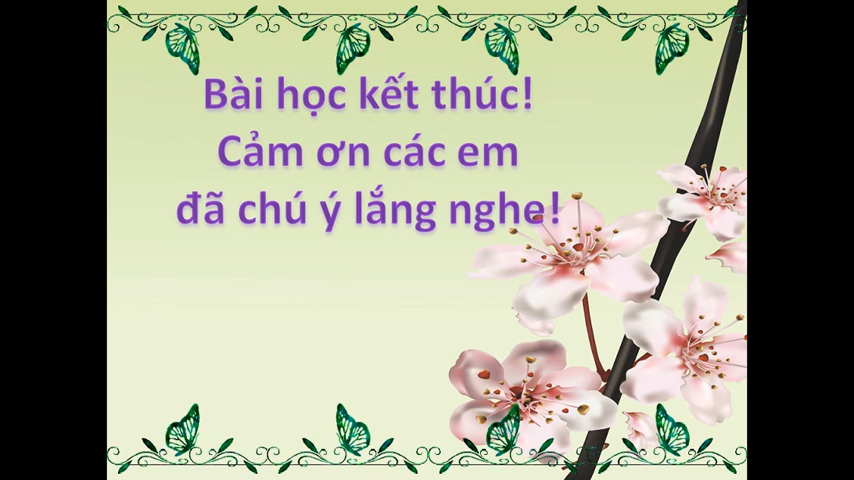 Bài học kết thúc!
Cảm ơn các em
đã chú ý lắng nghe!